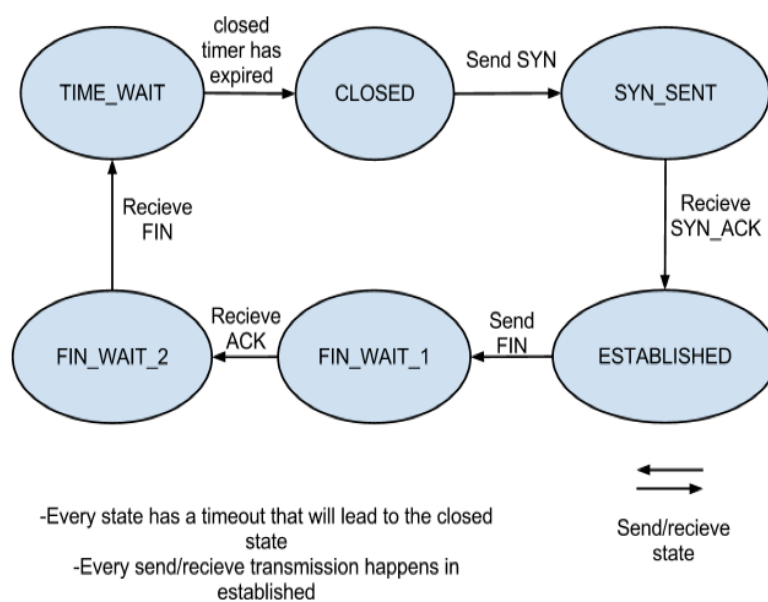 closed
timer has
expired
TIME_WAIT
CLOSED
Send SYN
SYN_SENT
Recieve
FIN
Recieve
SYN_ACK
FIN_WAIT_2
Recieve
ACK
FIN_WAIT_1
Send
FIN
ESTABLISHED
-Every state has a timeout that will lead to the closed
state
-Every send/recieve transmission happens in
established
Send/recieve
state